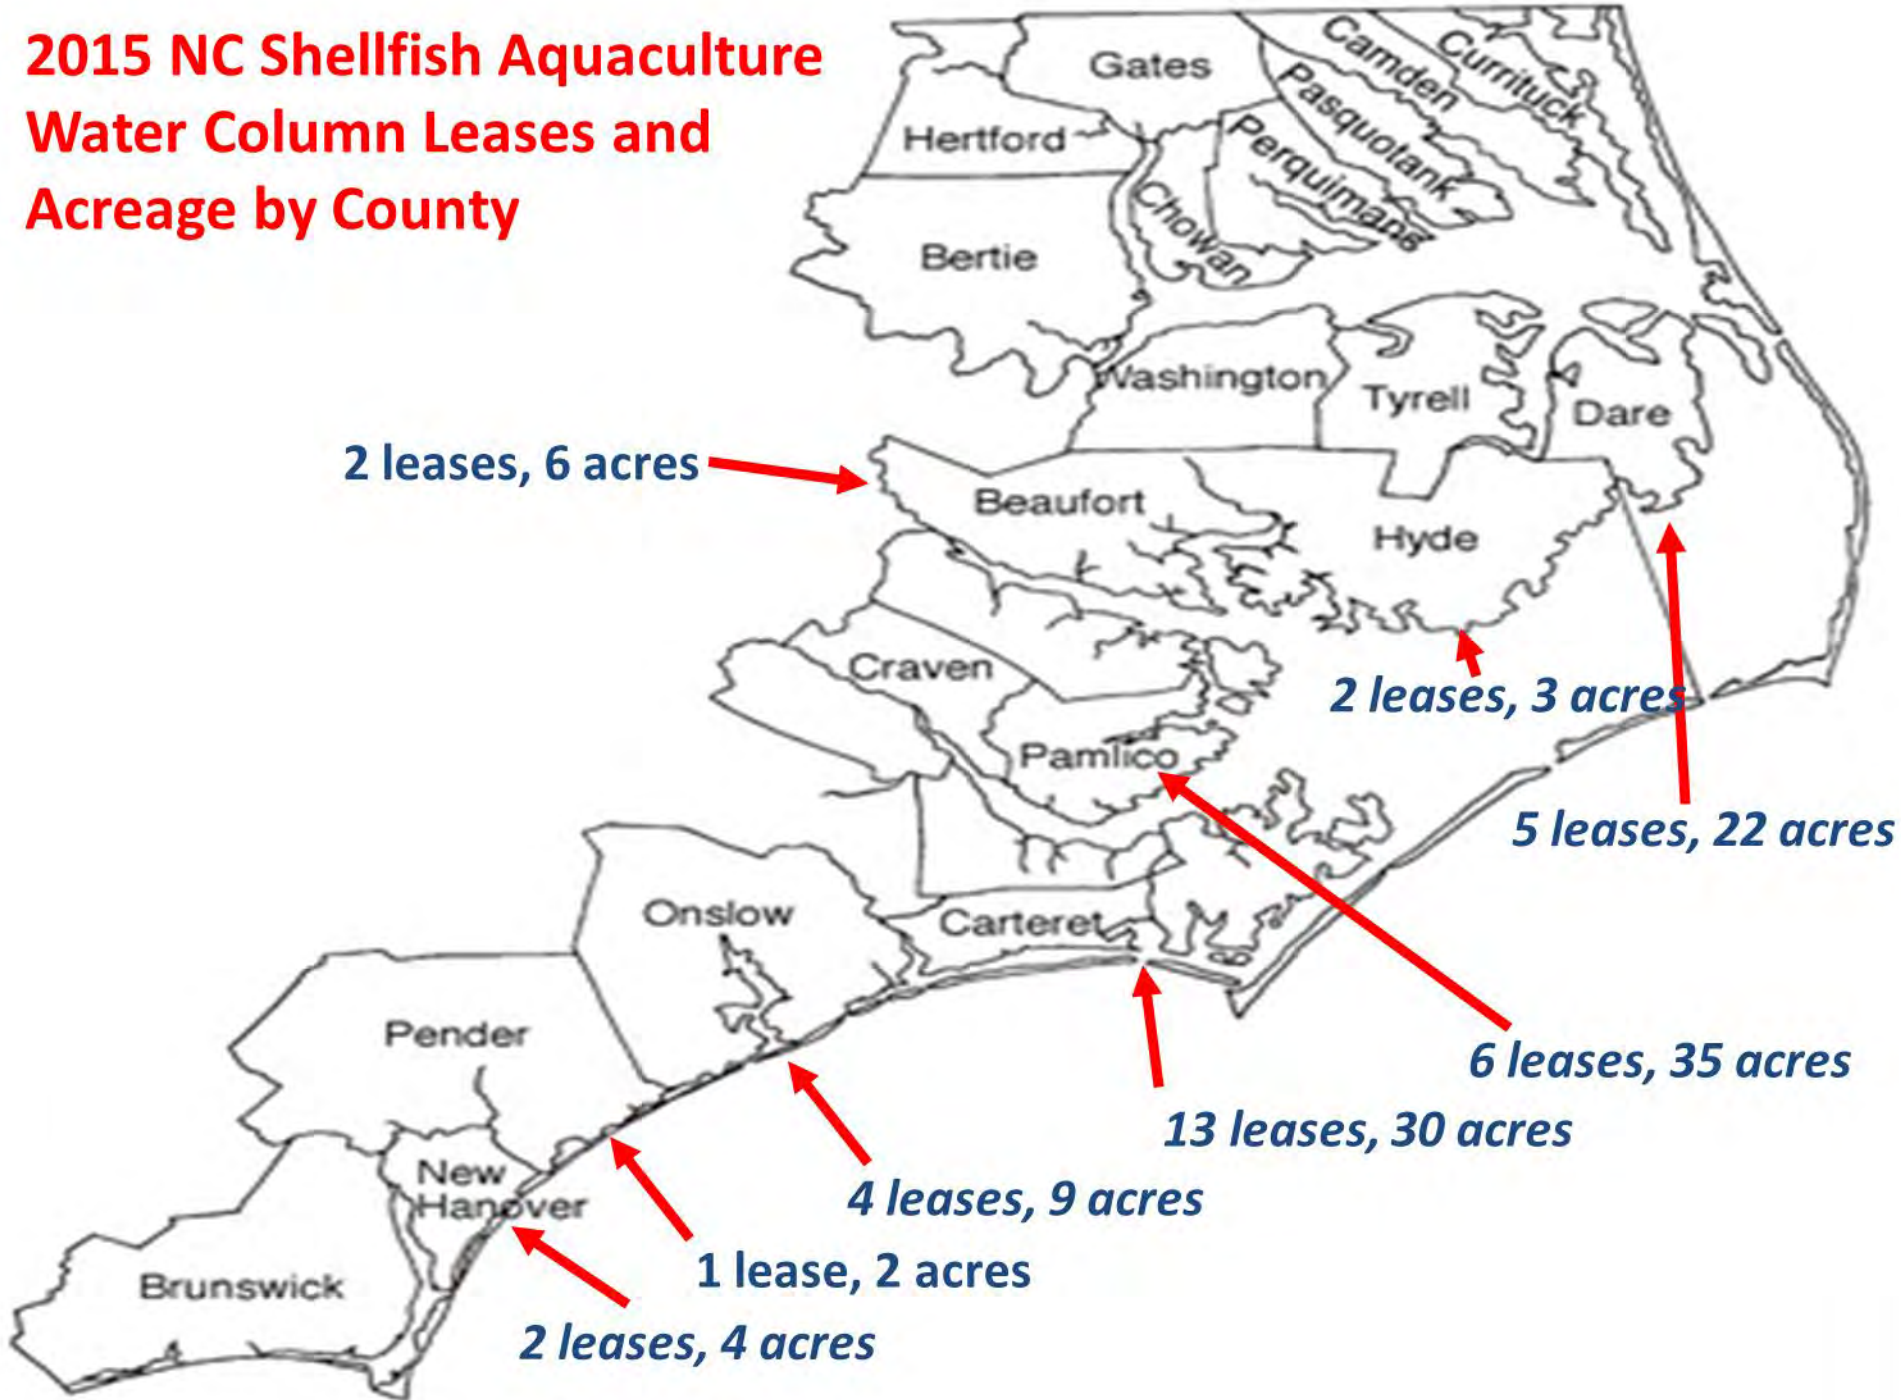 2015 NC Shellfish Aquaculture
Water Column Leases and
Acreage by County
Gates
Camden
Currituck
Pasquotank
Hertford
Perquimans
Chowan
Bertie
Washington
Tyrell
Dare
2 leases, 6 acres
Beaufort
Hyde
Craven
2 leases, 3 acres
Pamlico
5 leases, 22 acres
Onslow
Carteret
Pender
6 leases, 35 acres
13 leases, 30 acres
New
Hanover
4 leases, 9 acres
1 lease, 2 acres
Brunswick
2 leases, 4 acres